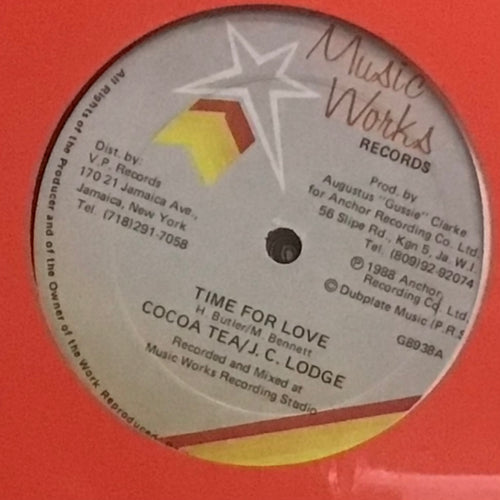 Music
Works
RECORDS
Dist. by:
V.P. Records
170 21 Jamaica Ave.,
Jamaica, New York
Tel. (718)291-7058
Prod. by
Augustus "Gussie" Clarke
for Anchor Recording Co. Ltd.
56 Slipe Rd., Kgn 5, Ja. W.I.
Tel. (809)92-92074
℗ 1988 Anchor
Recording Co. Ltd.
© Dubplate Music (P.R.S
G8938A
TIME FOR LOVE
H. Butler/M. Bennett
COCOA TEA/J. C. LODGE
Recorded and Mixed at
Music Works Recording Studio
All Rights of the Producer and of the Owner of the Work Reproduced